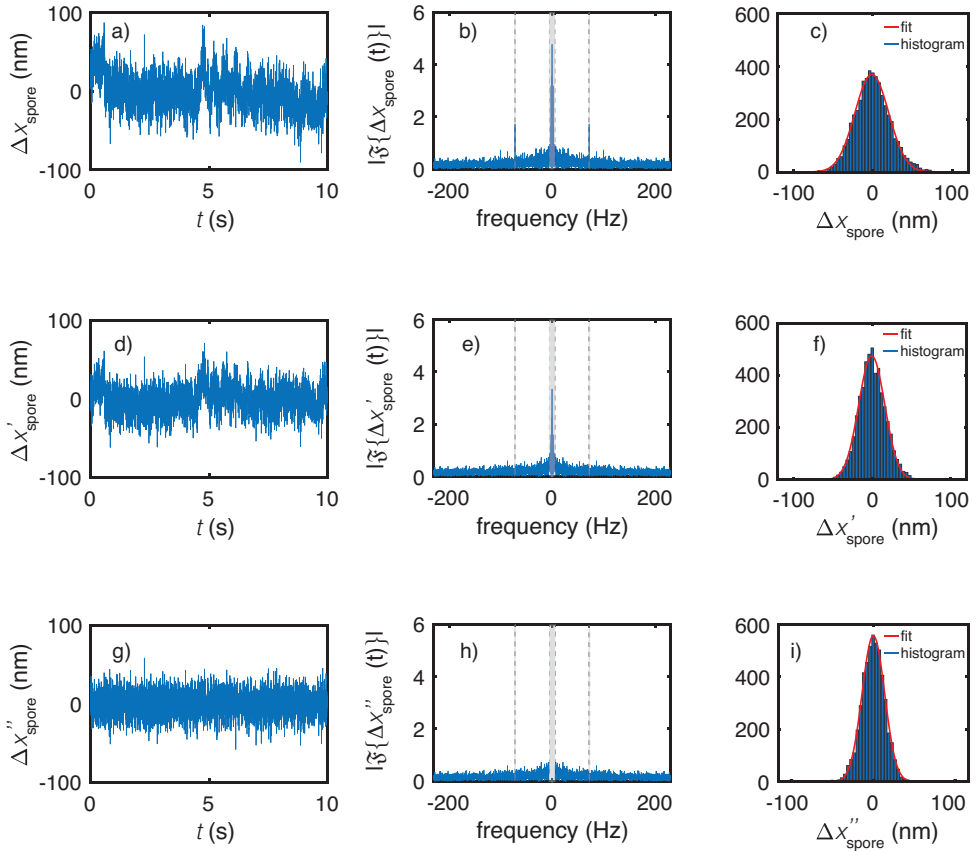 a)
100
0
-100
Δx_spore (nm)
0 5 10
t (s)
b)
6
4
2
0
|𝔉{Δx_spore (t)}|
-200 0 200
frequency (Hz)
c)
fit
histogram
600
400
200
0
-100 0 100
Δx_spore (nm)
d)
100
0
-100
Δx'_spore (nm)
0 5 10
t (s)
e)
6
4
2
0
|𝔉{Δx'_spore (t)}|
-200 0 200
frequency (Hz)
f)
fit
histogram
600
400
200
0
-100 0 100
Δx'_spore (nm)
g)
100
0
-100
Δx''_spore (nm)
0 5 10
t (s)
h)
6
4
2
0
|𝔉{Δx''_spore (t)}|
-200 0 200
frequency (Hz)
i)
fit
histogram
600
400
200
0
-100 0 100
Δx''_spore (nm)